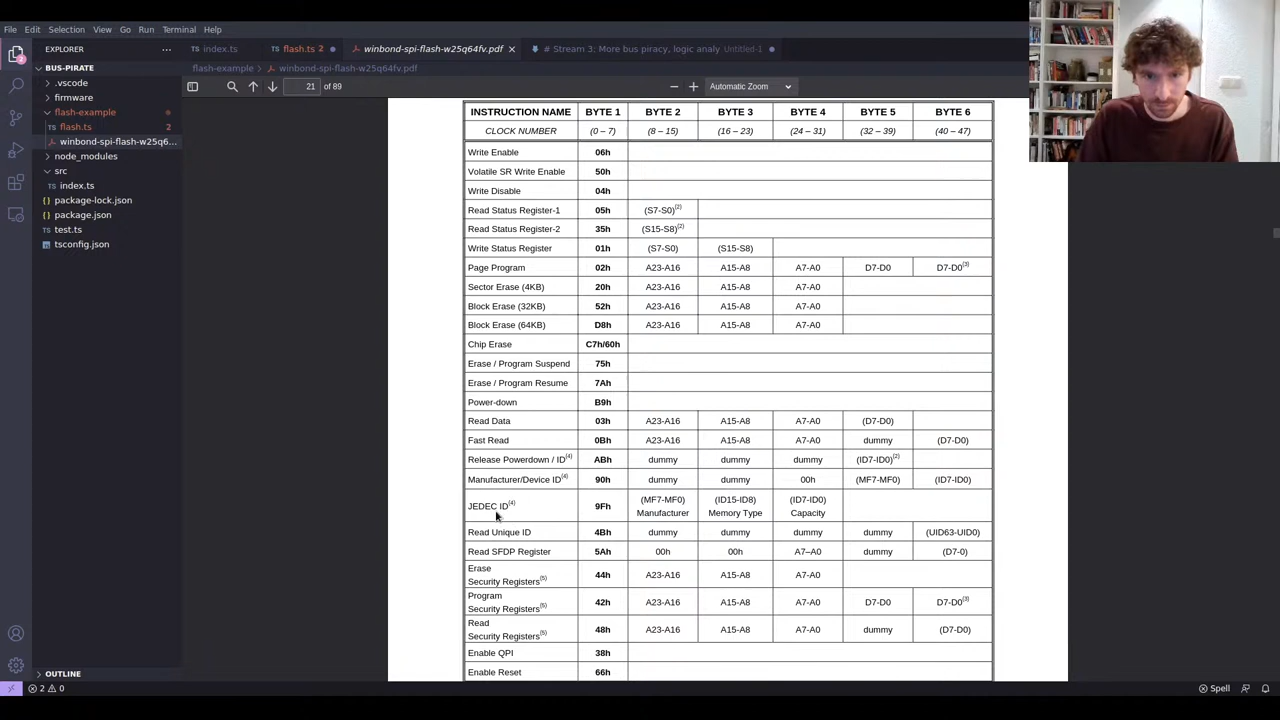 File Edit Selection View Go Run Terminal Help
EXPLORER
BUS-PIRATE
.vscode
firmware
flash-example
flash.ts 2
winbond-spi-flash-w25q6...
node_modules
src
index.ts
package-lock.json
package.json
test.ts
tsconfig.json
OUTLINE
2 0
index.ts flash.ts 2 winbond-spi-flash-w25q64fv.pdf # Stream 3: More bus piracy, logic analy Untitled-1
flash-example > winbond-spi-flash-w25q64fv.pdf
21 of 89 Automatic Zoom
INSTRUCTION NAME BYTE 1 BYTE 2 BYTE 3 BYTE 4 BYTE 5 BYTE 6
CLOCK NUMBER (0 – 7) (8 – 15) (16 – 23) (24 – 31) (32 – 39) (40 – 47)
Write Enable 06h
Volatile SR Write Enable 50h
Write Disable 04h
Read Status Register-1 05h (S7-S0)(2)
Read Status Register-2 35h (S15-S8)(2)
Write Status Register 01h (S7-S0) (S15-S8)
Page Program 02h A23-A16 A15-A8 A7-A0 D7-D0 D7-D0(3)
Sector Erase (4KB) 20h A23-A16 A15-A8 A7-A0
Block Erase (32KB) 52h A23-A16 A15-A8 A7-A0
Block Erase (64KB) D8h A23-A16 A15-A8 A7-A0
Chip Erase C7h/60h
Erase / Program Suspend 75h
Erase / Program Resume 7Ah
Power-down B9h
Read Data 03h A23-A16 A15-A8 A7-A0 (D7-D0)
Fast Read 0Bh A23-A16 A15-A8 A7-A0 dummy (D7-D0)
Release Powerdown / ID(4) ABh dummy dummy dummy (ID7-ID0)(2)
Manufacturer/Device ID(4) 90h dummy dummy 00h (MF7-MF0) (ID7-ID0)
JEDEC ID(4) 9Fh (MF7-MF0) Manufacturer (ID15-ID8) Memory Type (ID7-ID0) Capacity
Read Unique ID 4Bh dummy dummy dummy dummy (UID63-UID0)
Read SFDP Register 5Ah 00h 00h A7–A0 dummy (D7-0)
Erase
Security Registers(5) 44h A23-A16 A15-A8 A7-A0
Program
Security Registers(5) 42h A23-A16 A15-A8 A7-A0 D7-D0 D7-D0(3)
Read
Security Registers(5) 48h A23-A16 A15-A8 A7-A0 dummy (D7-D0)
Enable QPI 38h
Enable Reset 66h
Spell